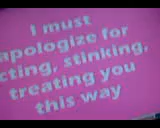 I must
apologize for
cting, stinking,
treating you
this way